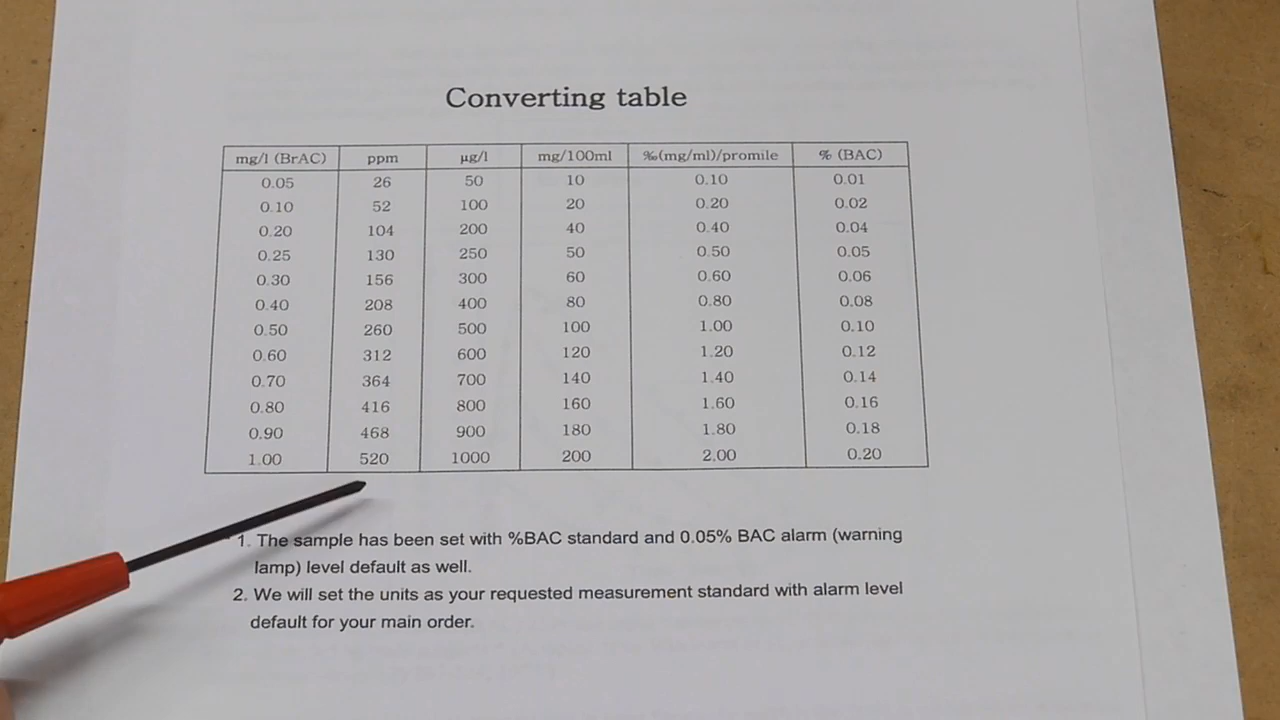 Converting table
mg/l (BrAC) ppm µg/l mg/100ml ‰(mg/ml)/promile % (BAC)
0.05 26 50 10 0.10 0.01
0.10 52 100 20 0.20 0.02
0.20 104 200 40 0.40 0.04
0.25 130 250 50 0.50 0.05
0.30 156 300 60 0.60 0.06
0.40 208 400 80 0.80 0.08
0.50 260 500 100 1.00 0.10
0.60 312 600 120 1.20 0.12
0.70 364 700 140 1.40 0.14
0.80 416 800 160 1.60 0.16
0.90 468 900 180 1.80 0.18
1.00 520 1000 200 2.00 0.20
1. The sample has been set with %BAC standard and 0.05% BAC alarm (warning
lamp) level default as well.
2. We will set the units as your requested measurement standard with alarm level
default for your main order.